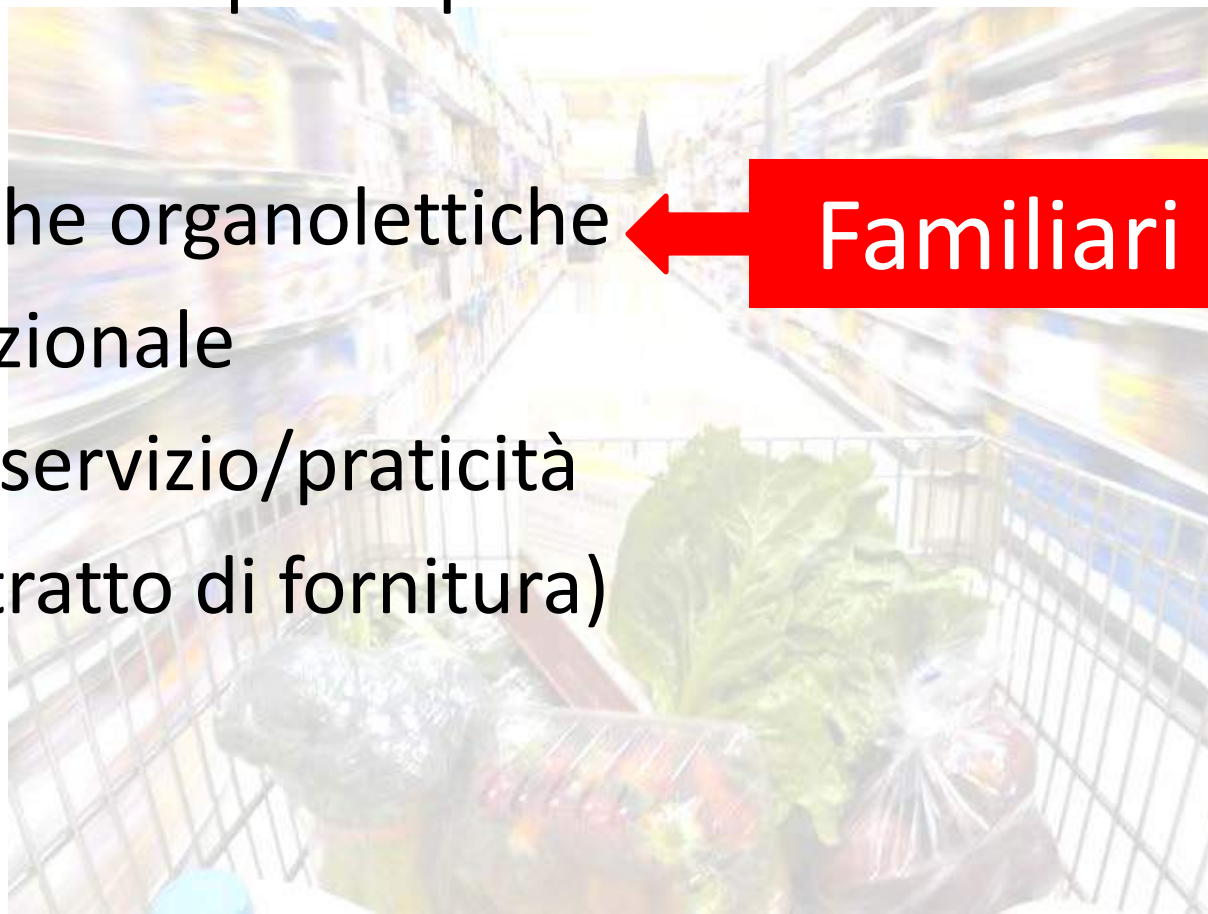 he organolettiche
Familiari
zionale
servizio/praticità
tratto di fornitura)